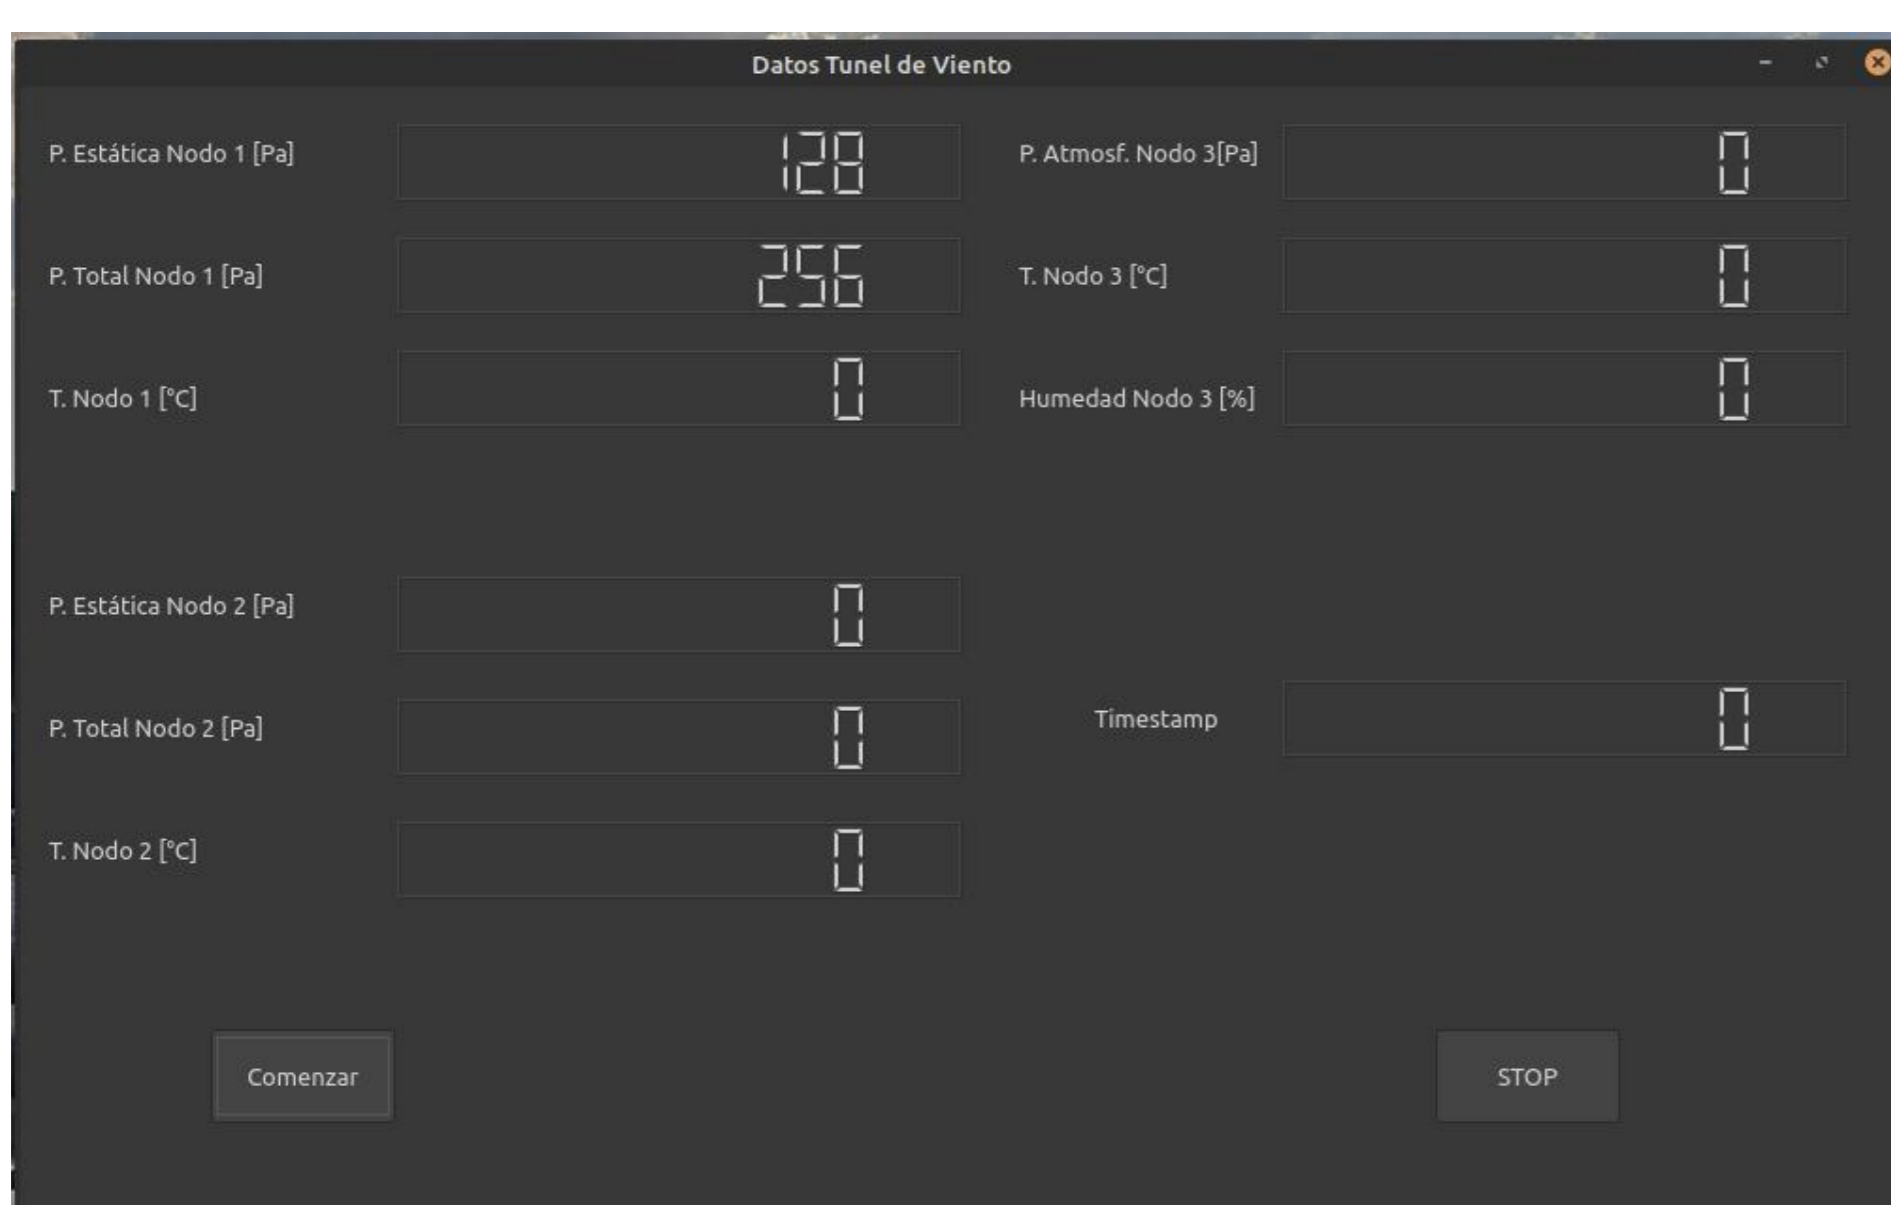 Datos Tunel de Viento
P. Estática Nodo 1 [Pa] 128
P. Total Nodo 1 [Pa] 256
T. Nodo 1 [°C] 0
P. Estática Nodo 2 [Pa] 0
P. Total Nodo 2 [Pa] 0
T. Nodo 2 [°C] 0
P. Atmosf. Nodo 3[Pa] 0
T. Nodo 3 [°C] 0
Humedad Nodo 3 [%] 0
Timestamp 0
Comenzar
STOP